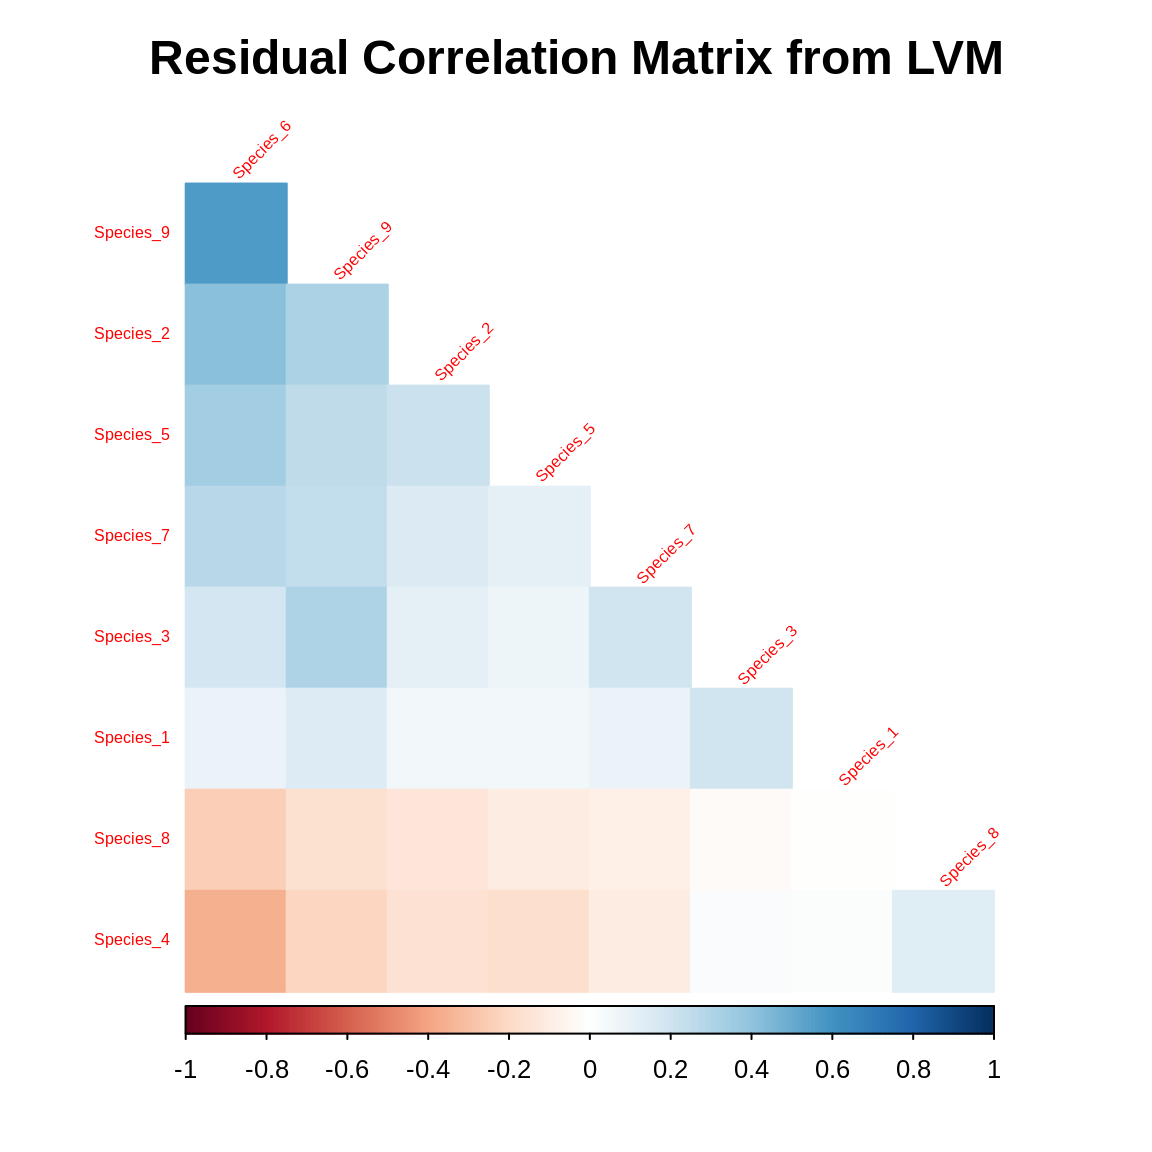 Residual Correlation Matrix from LVM
Species_6
Species_9
Species_9
Species_2
Species_2
Species_5
Species_5
Species_7
Species_7
Species_3
Species_3
Species_1
Species_1
Species_8
Species_8
Species_4
-1 -0.8 -0.6 -0.4 -0.2 0 0.2 0.4 0.6 0.8 1